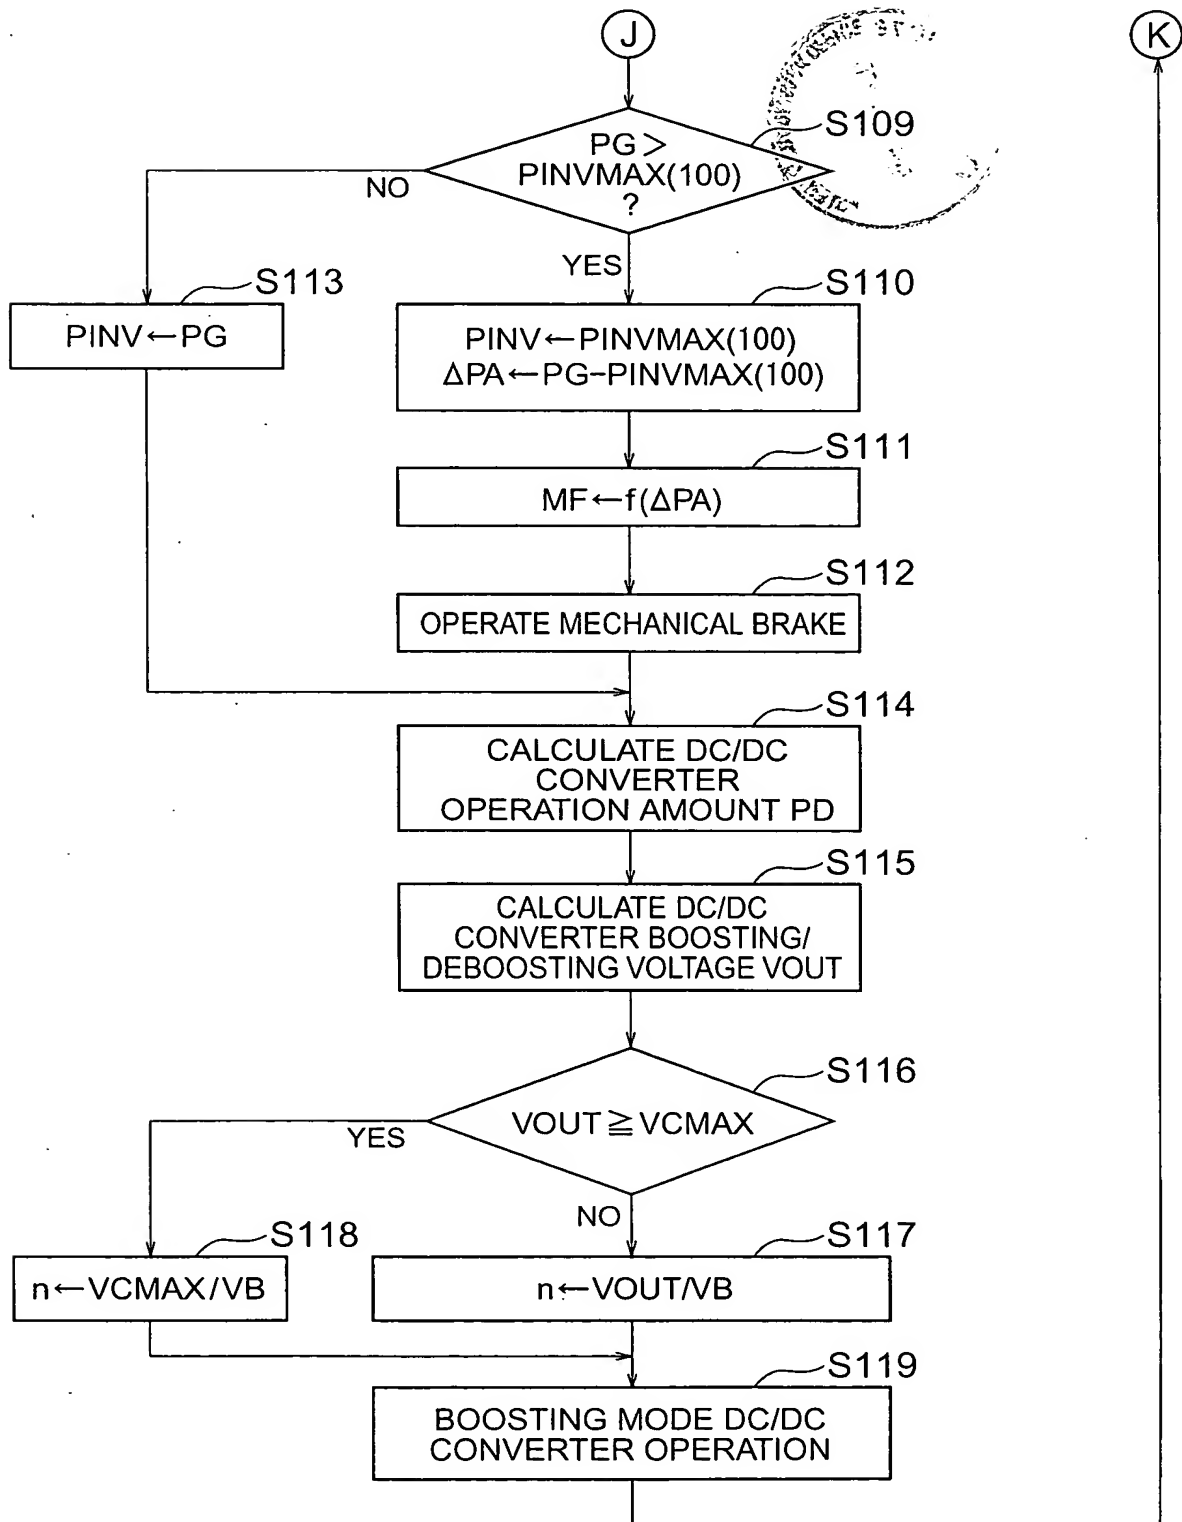 J
K
S109
PG >
PINVMAX(100)
?
NO
YES
S113
PINV←PG
S110
PINV←PINVMAX(100)
ΔPA←PG-PINVMAX(100)
S111
MF←f(ΔPA)
S112
OPERATE MECHANICAL BRAKE
S114
CALCULATE DC/DC
CONVERTER
OPERATION AMOUNT PD
S115
CALCULATE DC/DC
CONVERTER BOOSTING/
DEBOOSTING VOLTAGE VOUT
S116
VOUT≧VCMAX
YES
NO
S118
n←VCMAX/VB
S117
n←VOUT/VB
S119
BOOSTING MODE DC/DC
CONVERTER OPERATION